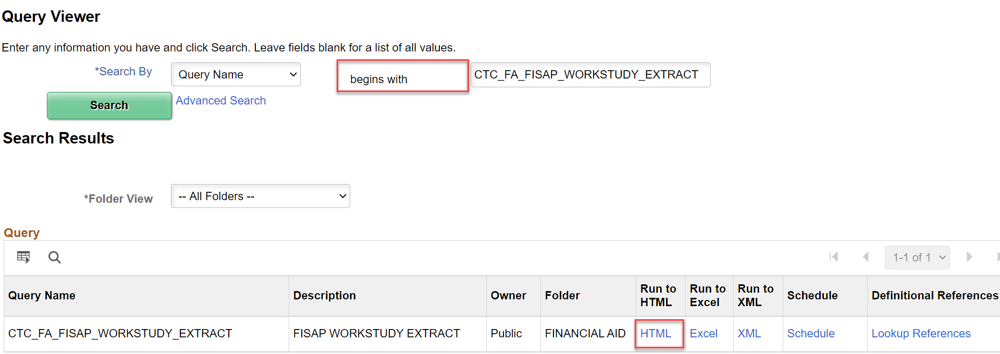 Query Viewer
Enter any information you have and click Search. Leave fields blank for a list of all values.
*Search By Query Name begins with CTC_FA_FISAP_WORKSTUDY_EXTRACT
Search Advanced Search
Search Results
*Folder View -- All Folders --
Query
1-1 of 1
Query Name Description Owner Folder Run to HTML Run to Excel Run to XML Schedule Definitional References
CTC_FA_FISAP_WORKSTUDY_EXTRACT FISAP WORKSTUDY EXTRACT Public FINANCIAL AID HTML Excel XML Schedule Lookup References